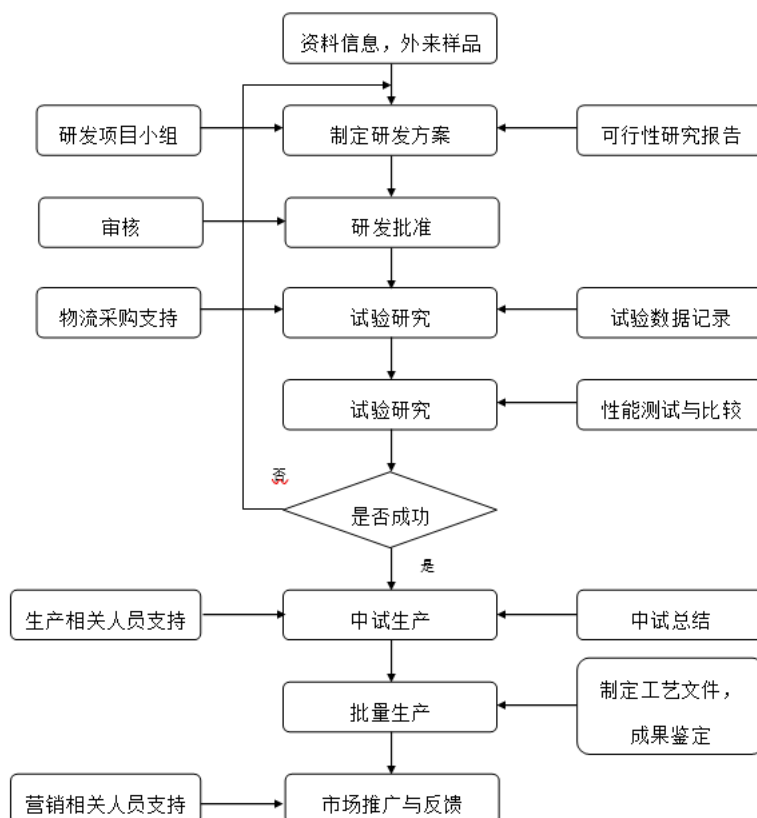 资料信息，外来样品
研发项目小组
制定研发方案
可行性研究报告
审核
研发批准
物流采购支持
试验研究
试验数据记录
试验研究
性能测试与比较
否
是否成功
是
生产相关人员支持
中试生产
中试总结
批量生产
制定工艺文件，
成果鉴定
营销相关人员支持
市场推广与反馈